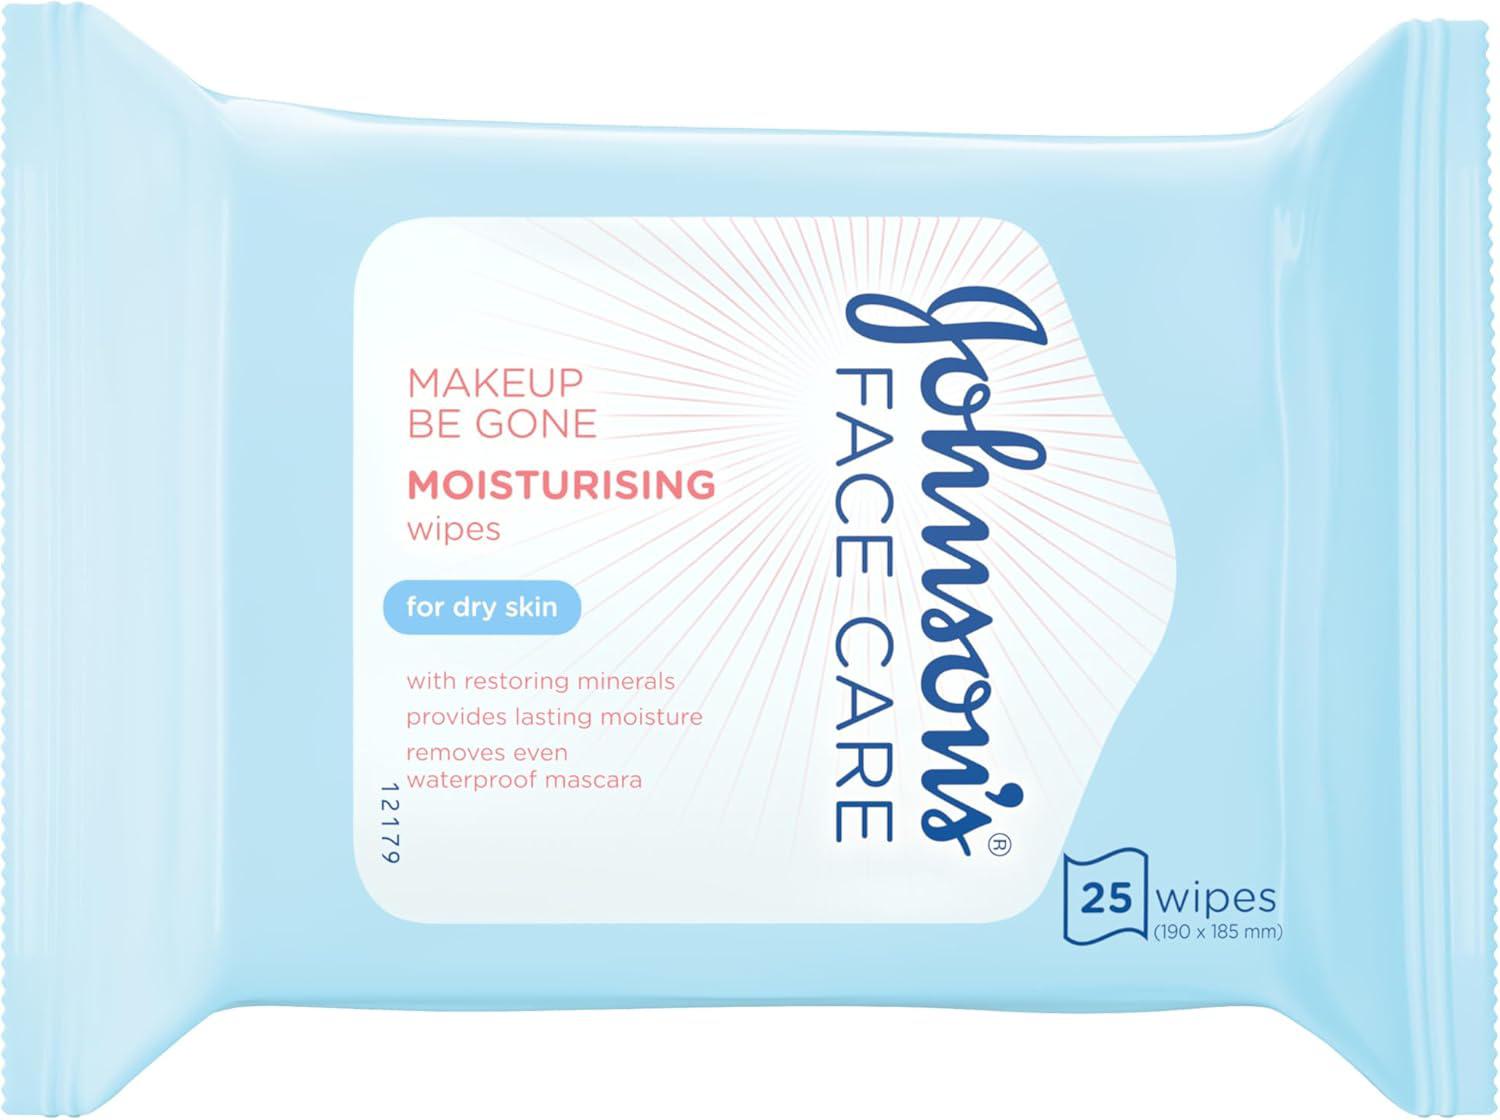 MAKEUP
BE GONE
MOISTURISING
wipes
for dry skin
with restoring minerals
provides lasting moisture
removes even
waterproof mascara
12179
Johnson's®
FACE CARE
25 wipes
(190 x 185 mm)